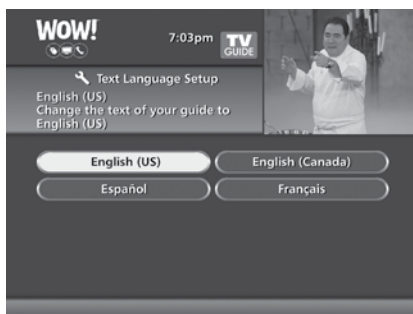 WOW!
7:03pm
TV
GUIDE
Text Language Setup
English (US)
Change the text of your guide to
English (US)
English (US)
English (Canada)
Español
Français